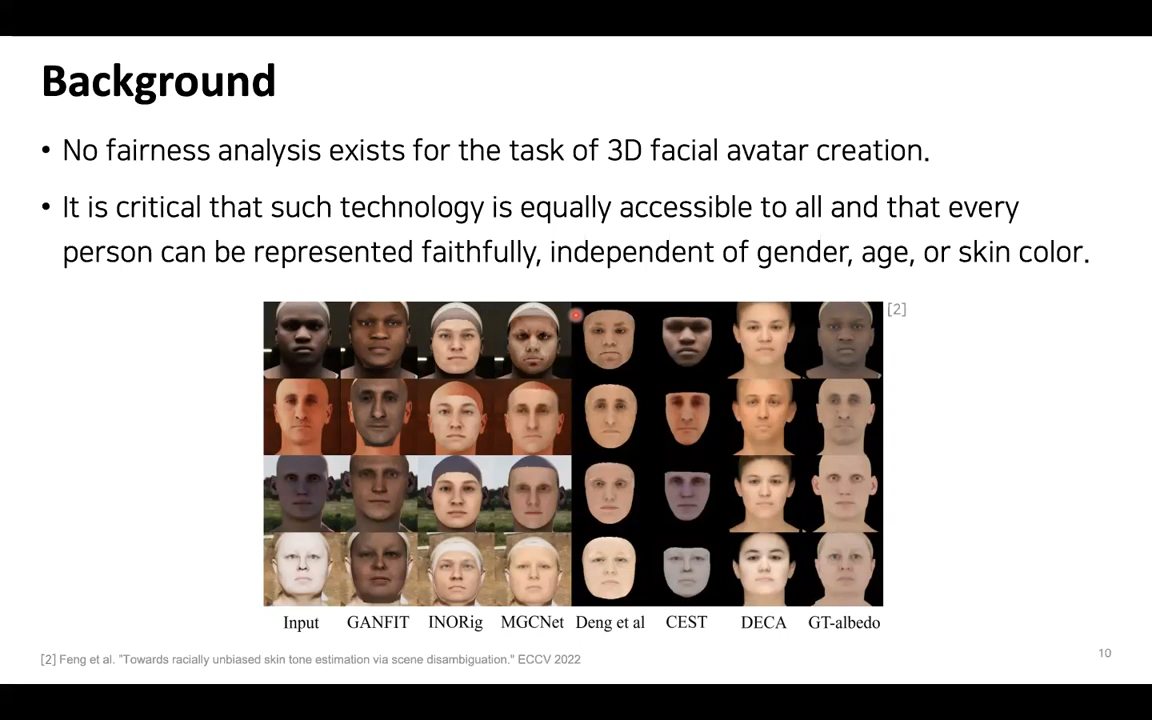 Background
• No fairness analysis exists for the task of 3D facial avatar creation.
• It is critical that such technology is equally accessible to all and that every
person can be represented faithfully, independent of gender, age, or skin color.
[2]
Input GANFIT INORig MGCNet Deng et al CEST DECA GT-albedo
[2] Feng et al. "Towards racially unbiased skin tone estimation via scene disambiguation." ECCV 2022
10